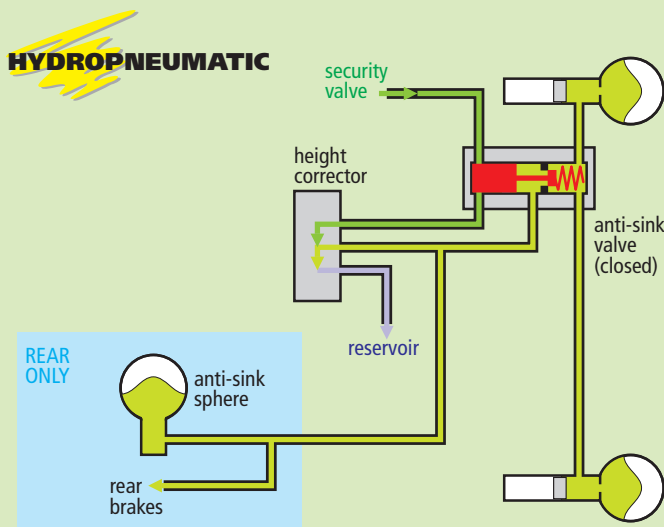 HYDROPNEUMATIC
security
valve
height
corrector
anti-sink
valve
(closed)
reservoir
REAR
ONLY
anti-sink
sphere
rear
brakes